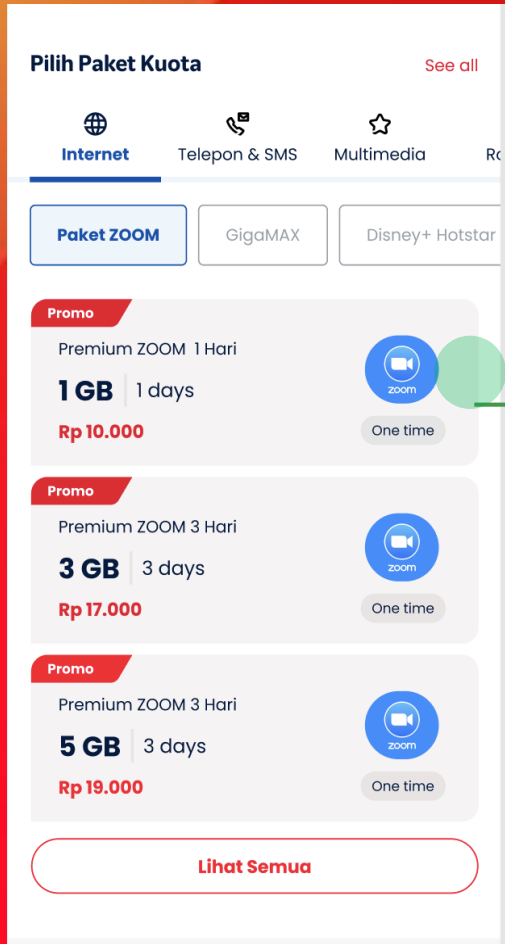 Pilih Paket Kuota
See all
Internet
Telepon & SMS
Multimedia
Paket ZOOM
GigaMAX
Disney+ Hotstar
Promo
Premium ZOOM 1 Hari
1 GB
1 days
Rp 10.000
zoom
One time
Promo
Premium ZOOM 3 Hari
3 GB
3 days
Rp 17.000
zoom
One time
Promo
Premium ZOOM 3 Hari
5 GB
3 days
Rp 19.000
zoom
One time
Lihat Semua